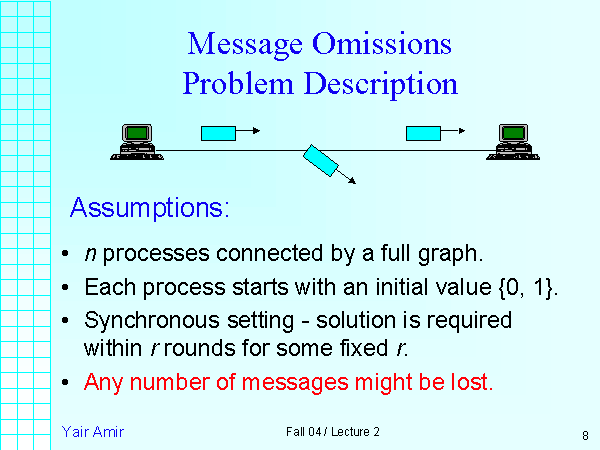 Message Omissions
Problem Description
Assumptions:
• n processes connected by a full graph.
• Each process starts with an initial value {0, 1}.
• Synchronous setting - solution is required
within r rounds for some fixed r.
• Any number of messages might be lost.
Yair Amir
Fall 04 / Lecture 2
8